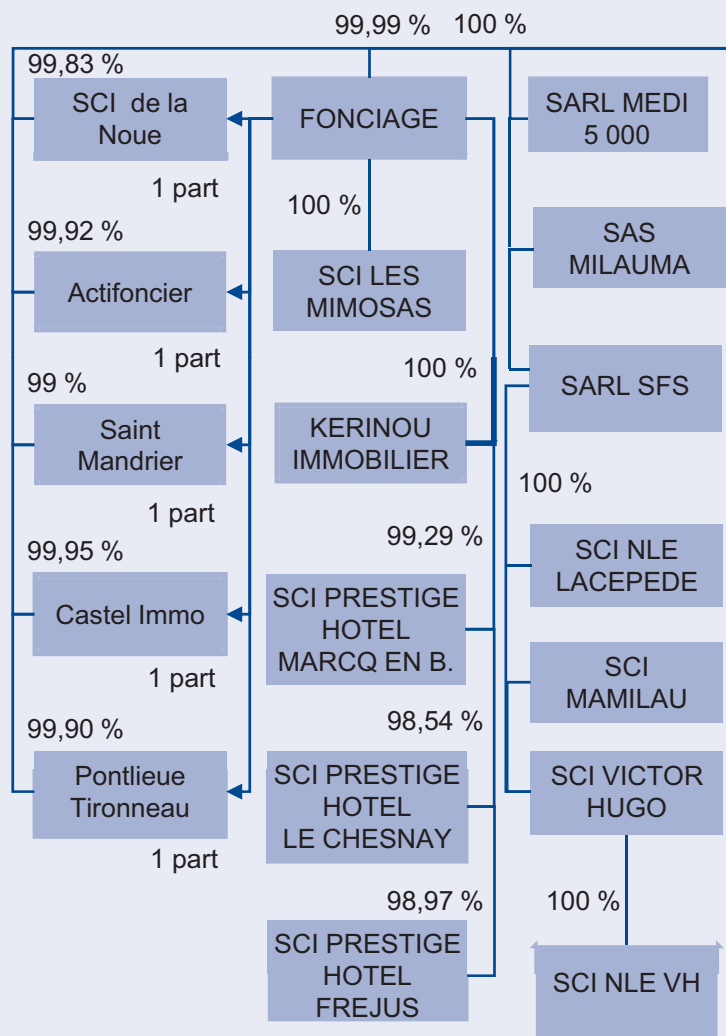 99,99 %
100 %
99,83 %
SCI de la
Noue
1 part
99,92 %
Actifoncier
1 part
99 %
Saint
Mandrier
1 part
99,95 %
Castel Immo
1 part
99,90 %
Pontlieue
Tironneau
1 part
FONCIAGE
100 %
SCI LES
MIMOSAS
100 %
KERINOU
IMMOBILIER
99,29 %
SCI PRESTIGE
HOTEL
MARCQ EN B.
98,54 %
SCI PRESTIGE
HOTEL
LE CHESNAY
98,97 %
SCI PRESTIGE
HOTEL
FREJUS
SARL MEDI
5 000
SAS
MILAUMA
SARL SFS
100 %
SCI NLE
LACEPEDE
SCI
MAMILAU
SCI VICTOR
HUGO
100 %
SCI NLE VH